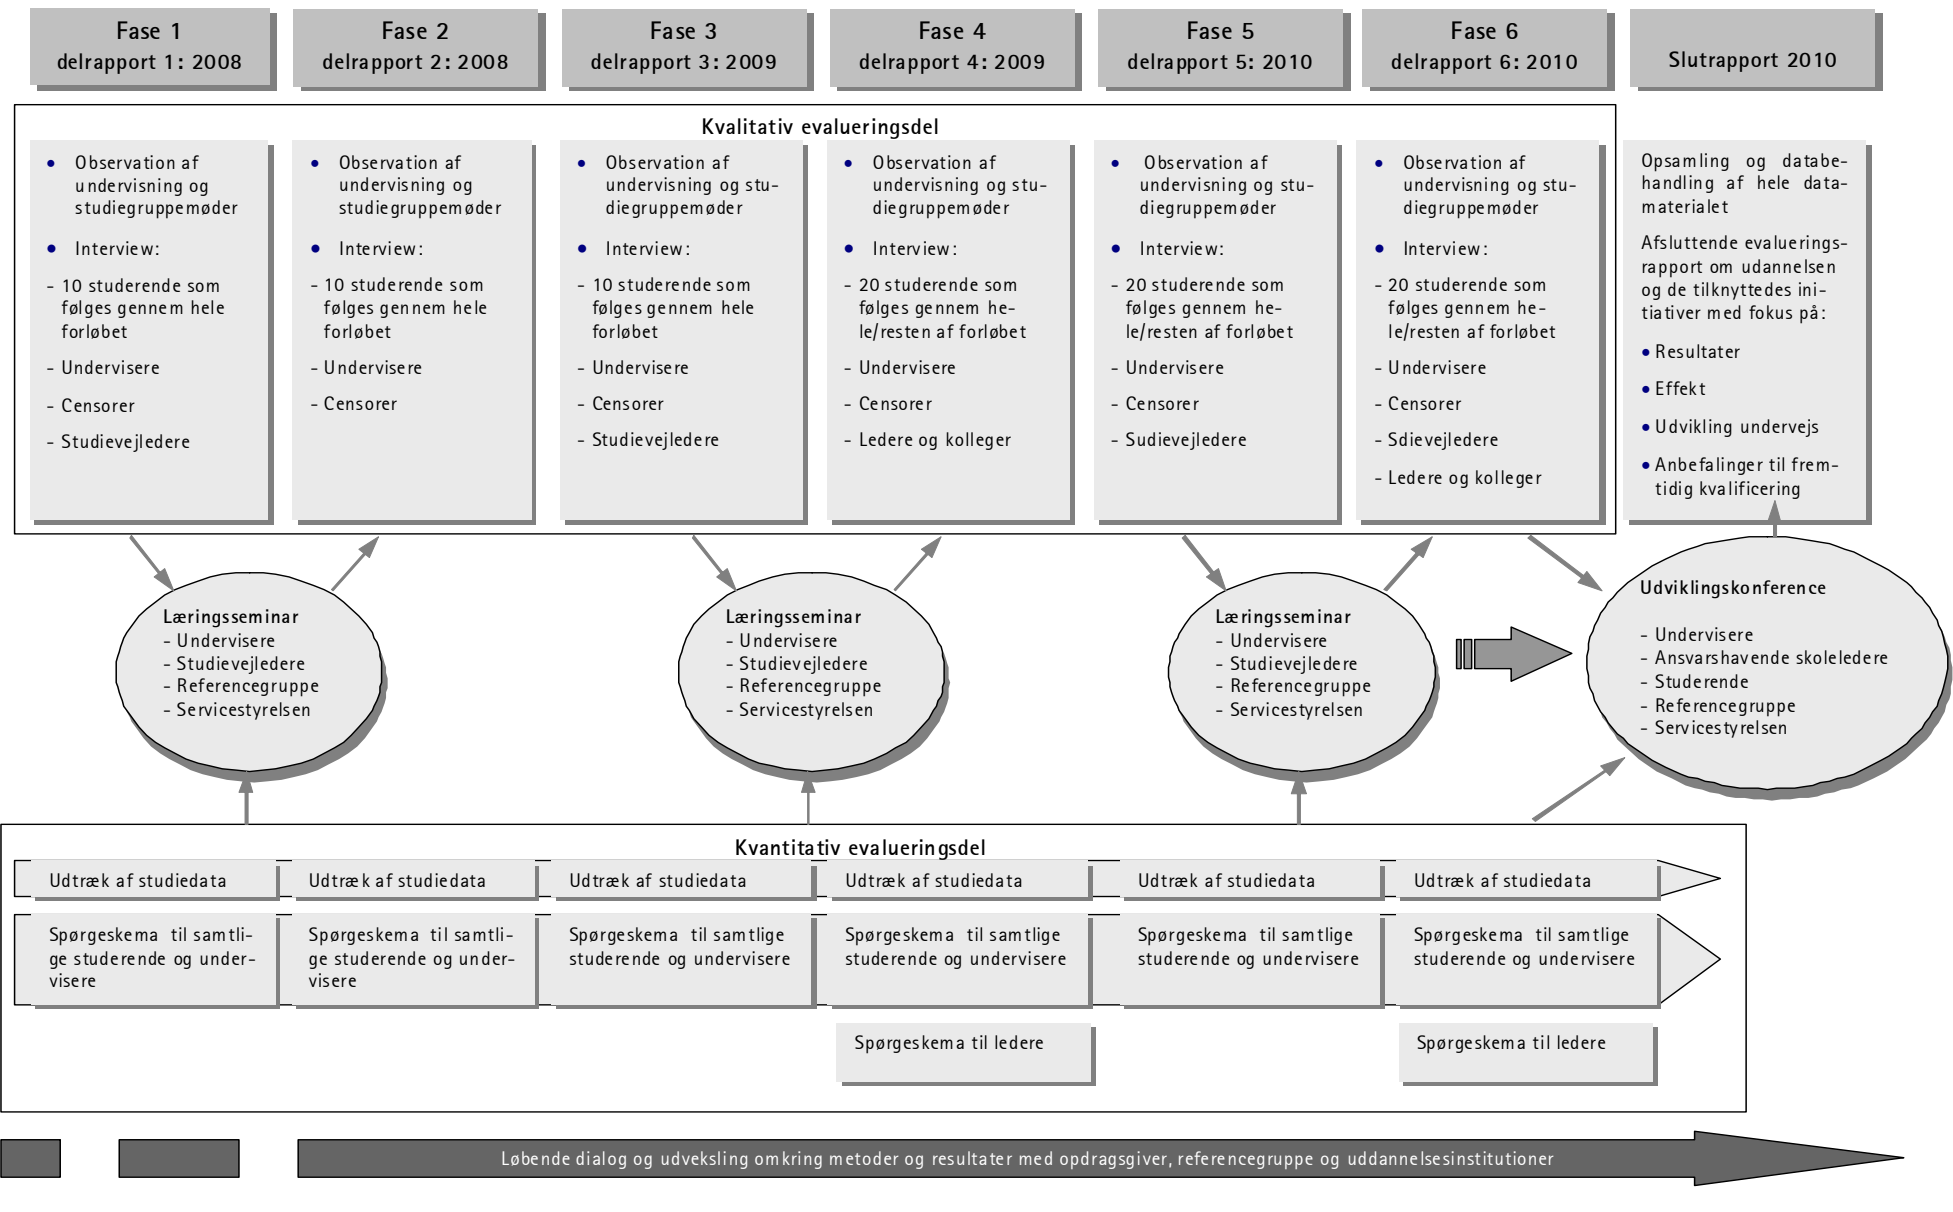 Fase 1
delrapport 1: 2008
Fase 2
delrapport 2: 2008
Fase 3
delrapport 3: 2009
Fase 4
delrapport 4: 2009
Fase 5
delrapport 5: 2010
Fase 6
delrapport 6: 2010
Slutrapport 2010
Kvalitativ evalueringsdel
• Observation af
undervisning og
studiegruppemøder
• Interview:
- 10 studerende som
følges gennem hele
forløbet
- Undervisere
- Censorer
- Studievejledere
• Observation af
undervisning og
studiegruppemøder
• Interview:
- 10 studerende som
følges gennem hele
forløbet
- Undervisere
- Censorer
• Observation af
undervisning og stu-
diegruppemøder
• Interview:
- 10 studerende som
følges gennem hele
forløbet
- Undervisere
- Censorer
- Studievejledere
• Observation af
undervisning og stu-
diegruppemøder
• Interview:
- 20 studerende som
følges gennem he-
le/resten af forløbet
- Undervisere
- Censorer
- Ledere og kolleger
• Observation af
undervisning og stu-
diegruppemøder
• Interview:
- 20 studerende som
følges gennem he-
le/resten af forløbet
- Undervisere
- Censorer
- Sudievejledere
• Observation af
undervisning og stu-
diegruppemøder
• Interview:
- 20 studerende som
følges gennem he-
le/resten af forløbet
- Undervisere
- Censorer
- Sdievejledere
- Ledere og kolleger
Opsamling og databe-
handling af hele data-
materialet
Afsluttende evaluerings-
rapport om udannelsen
og de tilknyttedes ini-
tiativer med fokus på:
• Resultater
• Effekt
• Udvikling undervejs
• Anbefalinger til frem-
tidig kvalificering
Læringsseminar
- Undervisere
- Studievejledere
- Referencegruppe
- Servicestyrelsen
Læringsseminar
- Undervisere
- Studievejledere
- Referencegruppe
- Servicestyrelsen
Læringsseminar
- Undervisere
- Studievejledere
- Referencegruppe
- Servicestyrelsen
Udviklingskonference
- Undervisere
- Ansvarshavende skoleledere
- Studerende
- Referencegruppe
- Servicestyrelsen
Kvantitativ evalueringsdel
Udtræk af studiedata
Udtræk af studiedata
Udtræk af studiedata
Udtræk af studiedata
Udtræk af studiedata
Udtræk af studiedata
Spørgeskema til samtli-
ge studerende og under-
visere
Spørgeskema til samtli-
ge studerende og under-
visere
Spørgeskema til samtlige
studerende og undervisere
Spørgeskema til samtlige
studerende og undervisere
Spørgeskema til samtlige
studerende og undervisere
Spørgeskema til samtlige
studerende og undervisere
Spørgeskema til ledere
Spørgeskema til ledere
Løbende dialog og udveksling omkring metoder og resultater med opdragsgiver, referencegruppe og uddannelsesinstitutioner